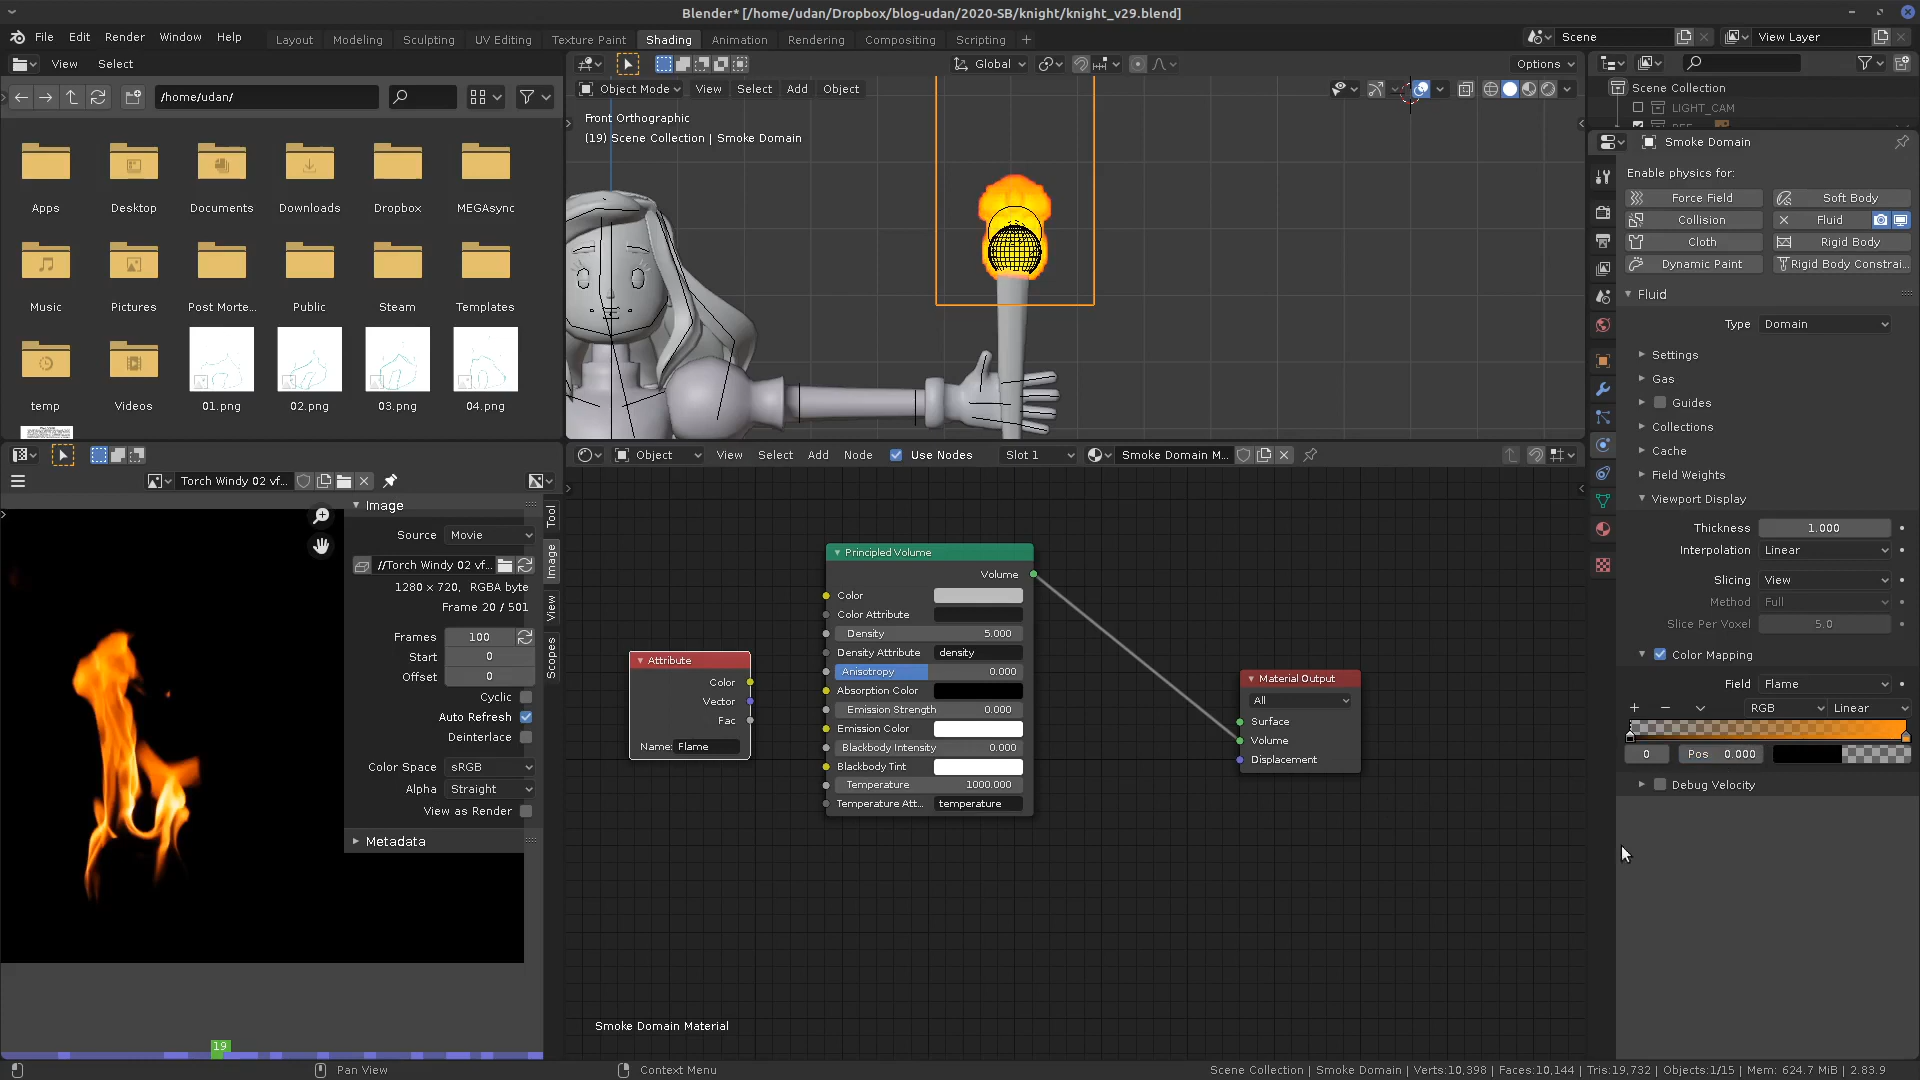 Blender* [/home/udan/Dropbox/blog-udan/2020-SB/knight/knight_v29.blend]
File Edit Render Window Help Layout Modeling Sculpting UV Editing Texture Paint Shading Animation Rendering Compositing Scripting Scene View Layer
View Select Global Options
/home/udan/ Object Mode View Select Add Object Scene Collection
LIGHT_CAM
Front Orthographic
(19) Scene Collection | Smoke Domain
Smoke Domain
Enable physics for:
Force Field Soft Body
Collision Fluid
Cloth Rigid Body
Dynamic Paint Rigid Body Constrai...
Apps Desktop Documents Downloads Dropbox MEGAsync
Music Pictures Post Morte... Public Steam Templates
temp Videos 01.png 02.png 03.png 04.png
Fluid
Type Domain
Settings
Gas
Guides
Collections
Cache
Field Weights
Viewport Display
Thickness 1.000
Interpolation Linear
Slicing View
Method Full
Slice Per Voxel 5.0
Color Mapping
Field Flame
RGB Linear
0 Pos 0.000
Debug Velocity
Object View Select Add Node Use Nodes Slot 1 Smoke Domain M...
Torch Windy 02 vf...
Image
Source Movie
//Torch Windy 02 vf...
1280 × 720, RGBA byte
Frame 20 / 501
Frames 100
Start 0
Offset 0
Cyclic
Auto Refresh
Deinterlace
Color Space sRGB
Alpha Straight
View as Render
Metadata
Tool
Image
View
Scopes
Attribute
Color
Vector
Fac
Name: Flame
Principled Volume
Volume
Color
Color Attribute
Density 5.000
Density Attribute density
Anisotropy 0.000
Absorption Color
Emission Strength 0.000
Emission Color
Blackbody Intensity 0.000
Blackbody Tint
Temperature 1000.000
Temperature Att... temperature
Material Output
All
Surface
Volume
Displacement
Smoke Domain Material
19
Pan View Context Menu Scene Collection | Smoke Domain | Verts:10,398 | Faces:10,144 | Tris:19,732 | Objects:1/15 | Mem: 624.7 MiB | 2.83.9